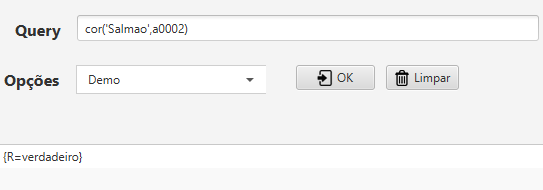 Query cor('Salmao',a0002)
Opções Demo OK Limpar
{R=verdadeiro}